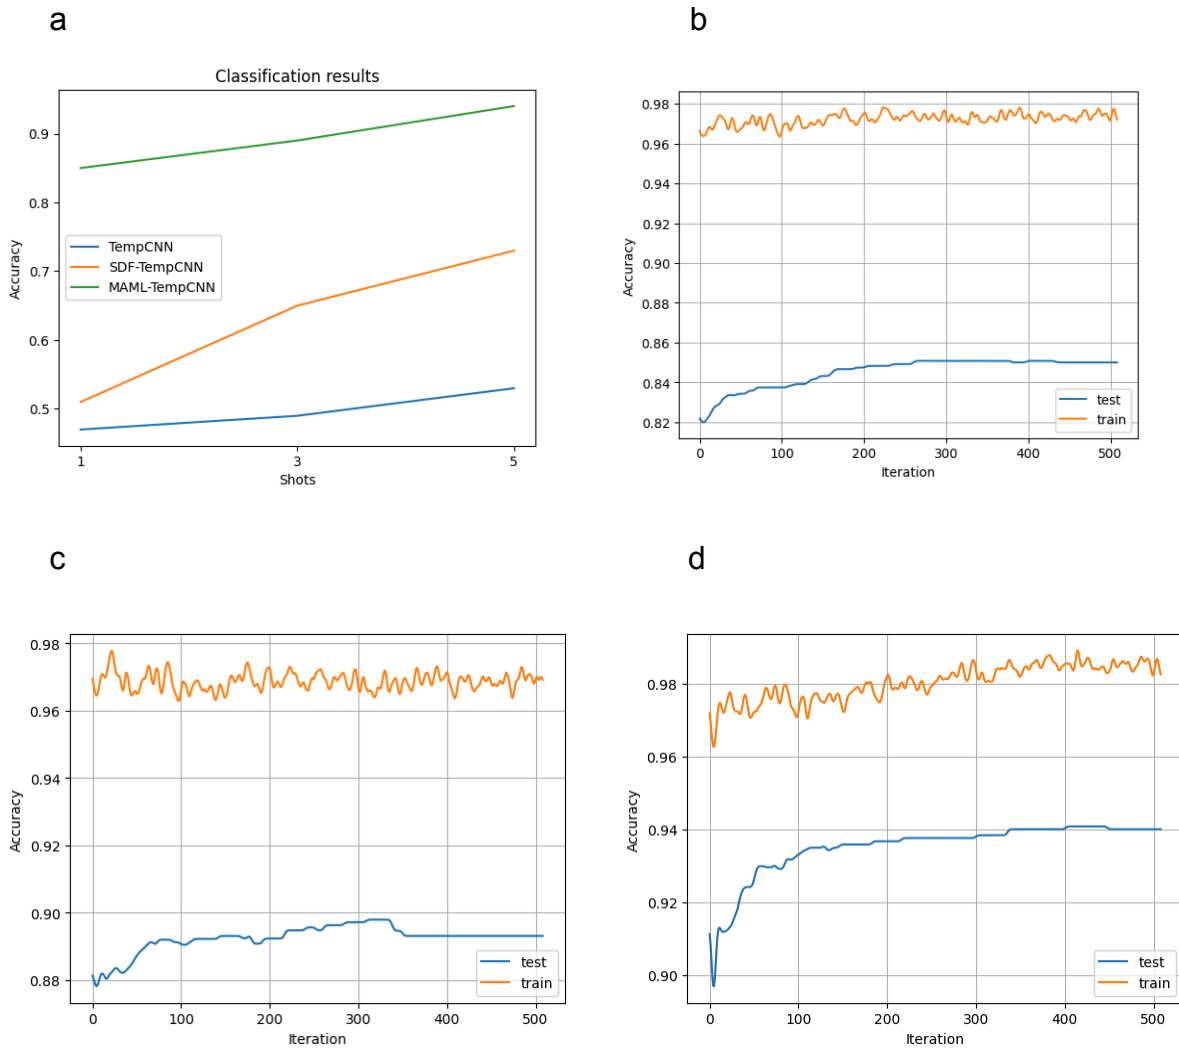 a
Classification results
0.9
0.8
0.7
0.6
0.5
Accuracy
TempCNN
SDF-TempCNN
MAML-TempCNN
1 3 5
Shots
b
0.98
0.96
0.94
0.92
0.90
0.88
0.86
0.84
0.82
Accuracy
test
train
0 100 200 300 400 500
Iteration
c
0.98
0.96
0.94
0.92
0.90
0.88
Accuracy
test
train
0 100 200 300 400 500
Iteration
d
0.98
0.96
0.94
0.92
0.90
Accuracy
test
train
0 100 200 300 400 500
Iteration